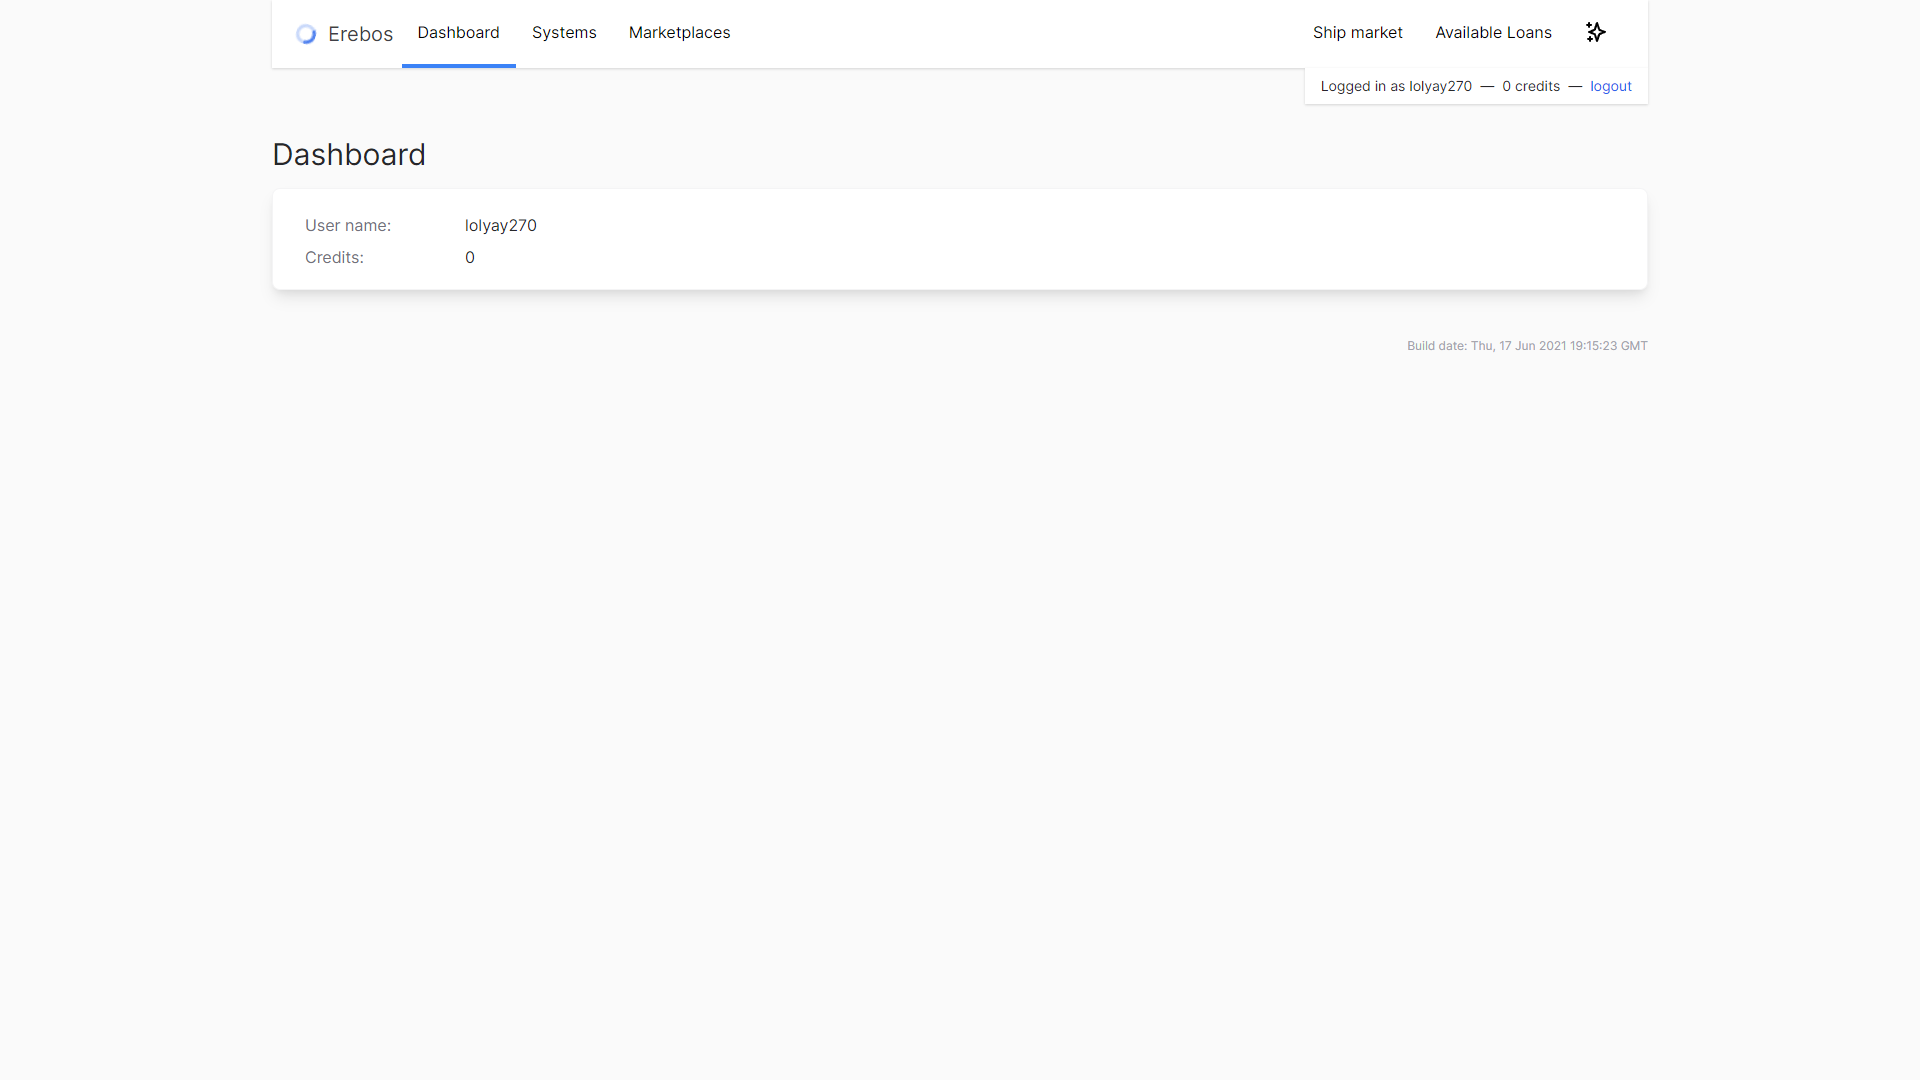 Erebos Dashboard Systems Marketplaces Ship market Available Loans
Logged in as lolyay270 — 0 credits — logout
Dashboard
User name: lolyay270
Credits: 0
Build date: Thu, 17 Jun 2021 19:15:23 GMT